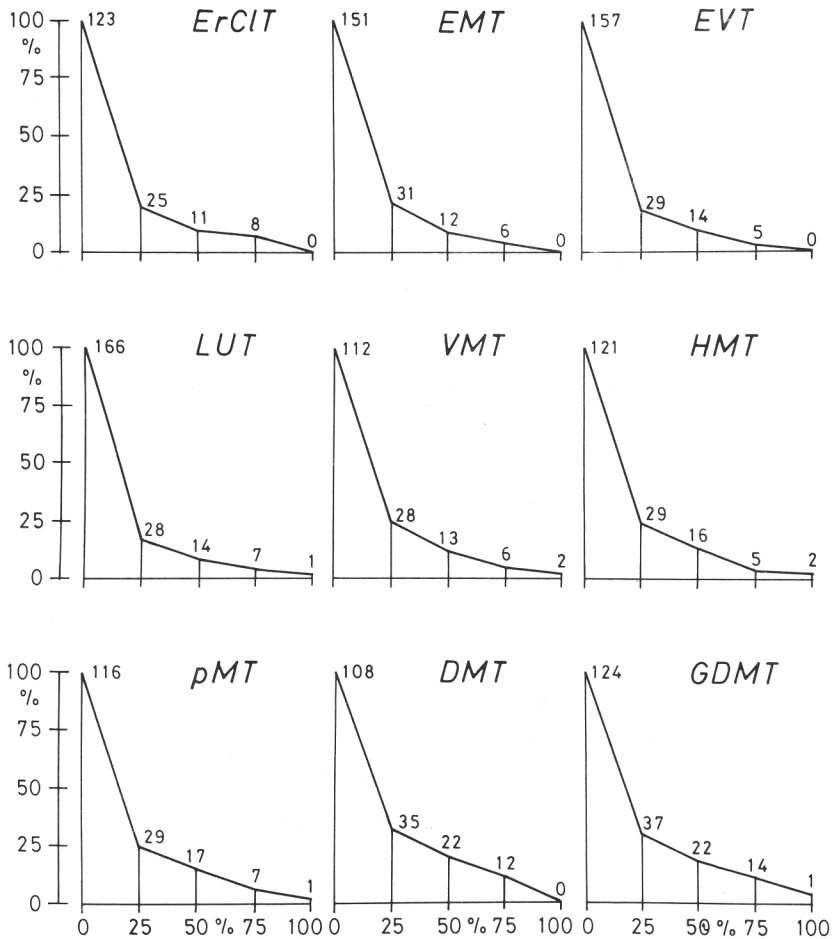 100 123 ErClT 151 EMT 157 EVT
%
75
50
25 25 31 29
11 8 0 12 6 0 14 5 0
0
100 166 LUT 112 VMT 121 HMT
%
75
50
25 28 28 29
14 7 1 13 6 2 16 5 2
0
100 116 pMT 108 DMT 124 GDMT
%
75
50
25 29 35 37
17 7 1 22 12 0 22 14 1
0
0 25 50 % 75 100 0 25 50 % 75 100 0 25 50 % 75 100